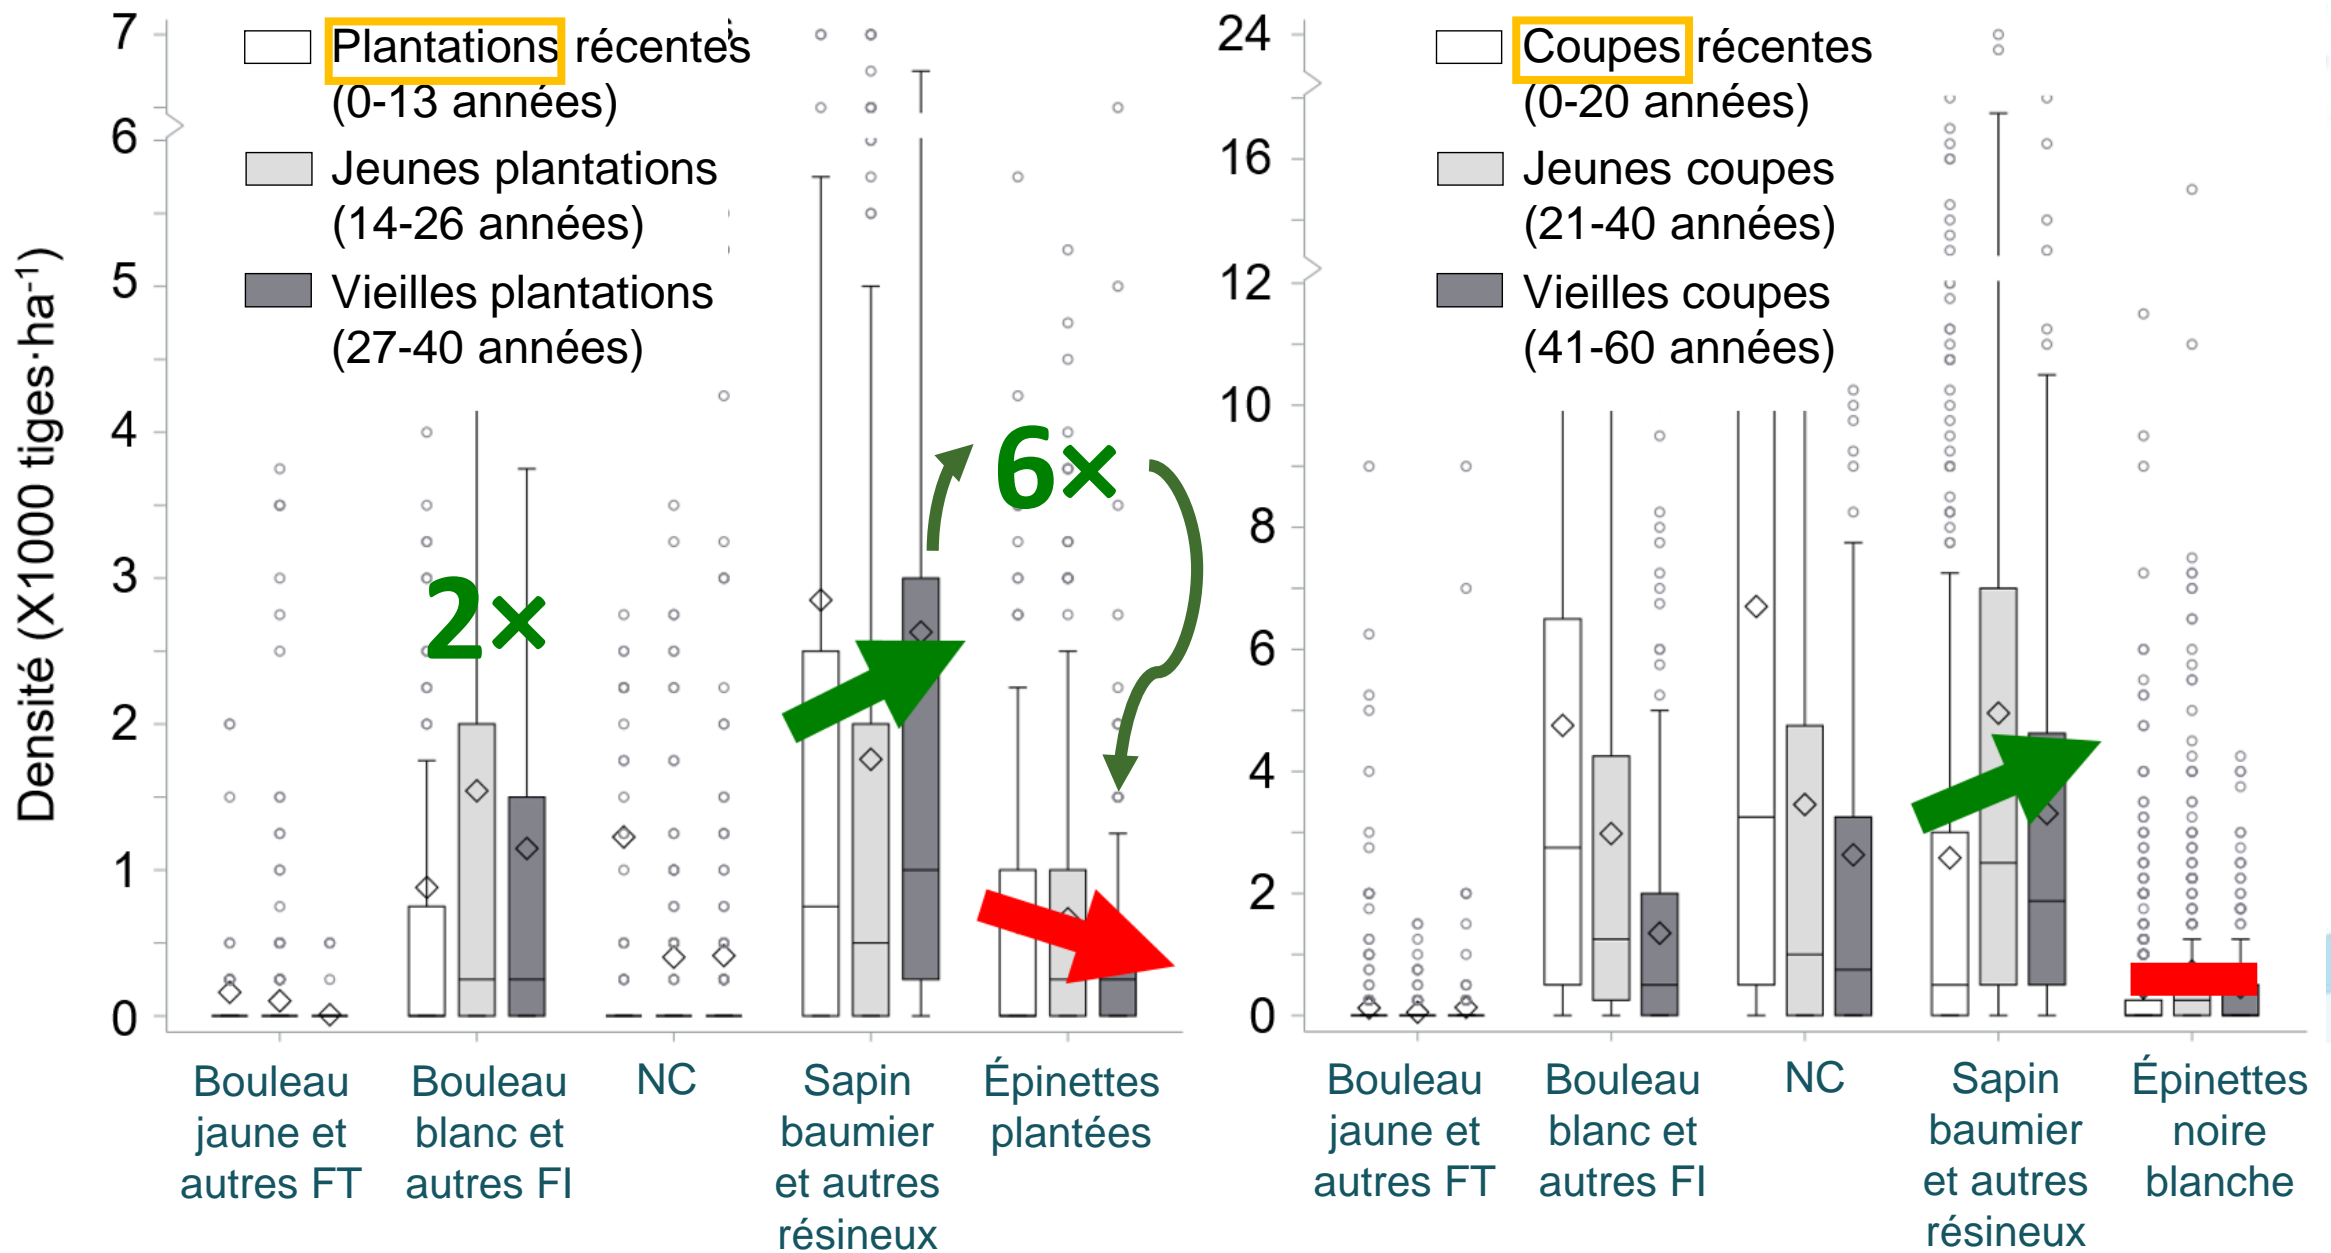 Densité (X1000 tiges·ha⁻¹)
7
6
5
4
3
2
1
0
Plantations récentes
(0-13 années)
Jeunes plantations
(14-26 années)
Vieilles plantations
(27-40 années)
2×
6×
Bouleau
jaune et
autres FT
Bouleau
blanc et
autres FI
NC
Sapin
baumier
et autres
résineux
Épinettes
plantées
24
16
12
10
8
6
4
2
0
Coupes récentes
(0-20 années)
Jeunes coupes
(21-40 années)
Vieilles coupes
(41-60 années)
Bouleau
jaune et
autres FT
Bouleau
blanc et
autres FI
NC
Sapin
baumier
et autres
résineux
Épinettes
noire
blanche